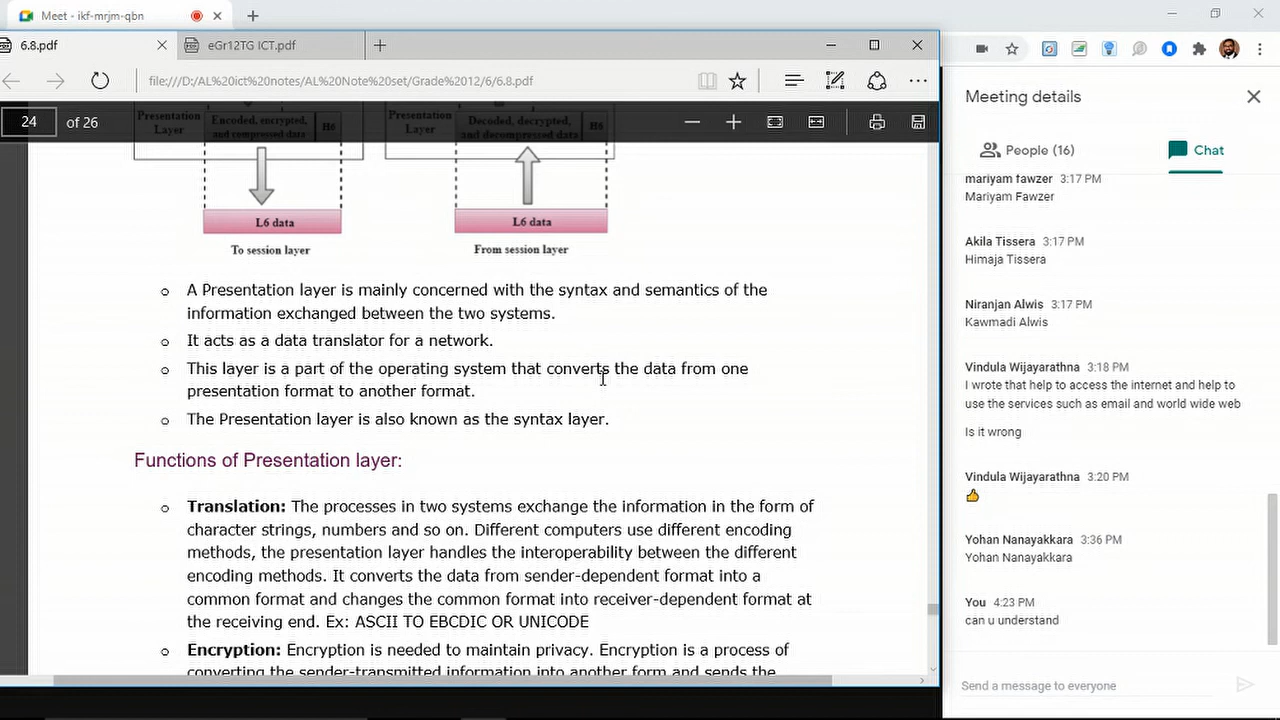 Meet - ikf-mrjm-qbn
6.8.pdf
eGr12TG ICT.pdf
file:///D:/AL%20ict%20notes/AL%20Note%20set/Grade%2012/6/6.8.pdf
24 of 26
Presentation
Layer
Encoded, encrypted,
and compressed data
H6
Presentation
Layer
Decoded, decrypted,
and decompressed data
H6
L6 data
L6 data
To session layer
From session layer
o A Presentation layer is mainly concerned with the syntax and semantics of the
information exchanged between the two systems.
o It acts as a data translator for a network.
o This layer is a part of the operating system that converts the data from one
presentation format to another format.
o The Presentation layer is also known as the syntax layer.
Functions of Presentation layer:
o Translation: The processes in two systems exchange the information in the form of
character strings, numbers and so on. Different computers use different encoding
methods, the presentation layer handles the interoperability between the different
encoding methods. It converts the data from sender-dependent format into a
common format and changes the common format into receiver-dependent format at
the receiving end. Ex: ASCII TO EBCDIC OR UNICODE
o Encryption: Encryption is needed to maintain privacy. Encryption is a process of
converting the sender-transmitted information into another form and sends the
Meeting details
People (16)
Chat
mariyam fawzer 3:17 PM
Mariyam Fawzer
Akila Tissera 3:17 PM
Himaja Tissera
Niranjan Alwis 3:17 PM
Kawmadi Alwis
Vindula Wijayarathna 3:18 PM
I wrote that help to access the internet and help to
use the services such as email and world wide web
Is it wrong
Vindula Wijayarathna 3:20 PM
👍
Yohan Nanayakkara 3:36 PM
Yohan Nanayakkara
You 4:23 PM
can u understand
Send a message to everyone